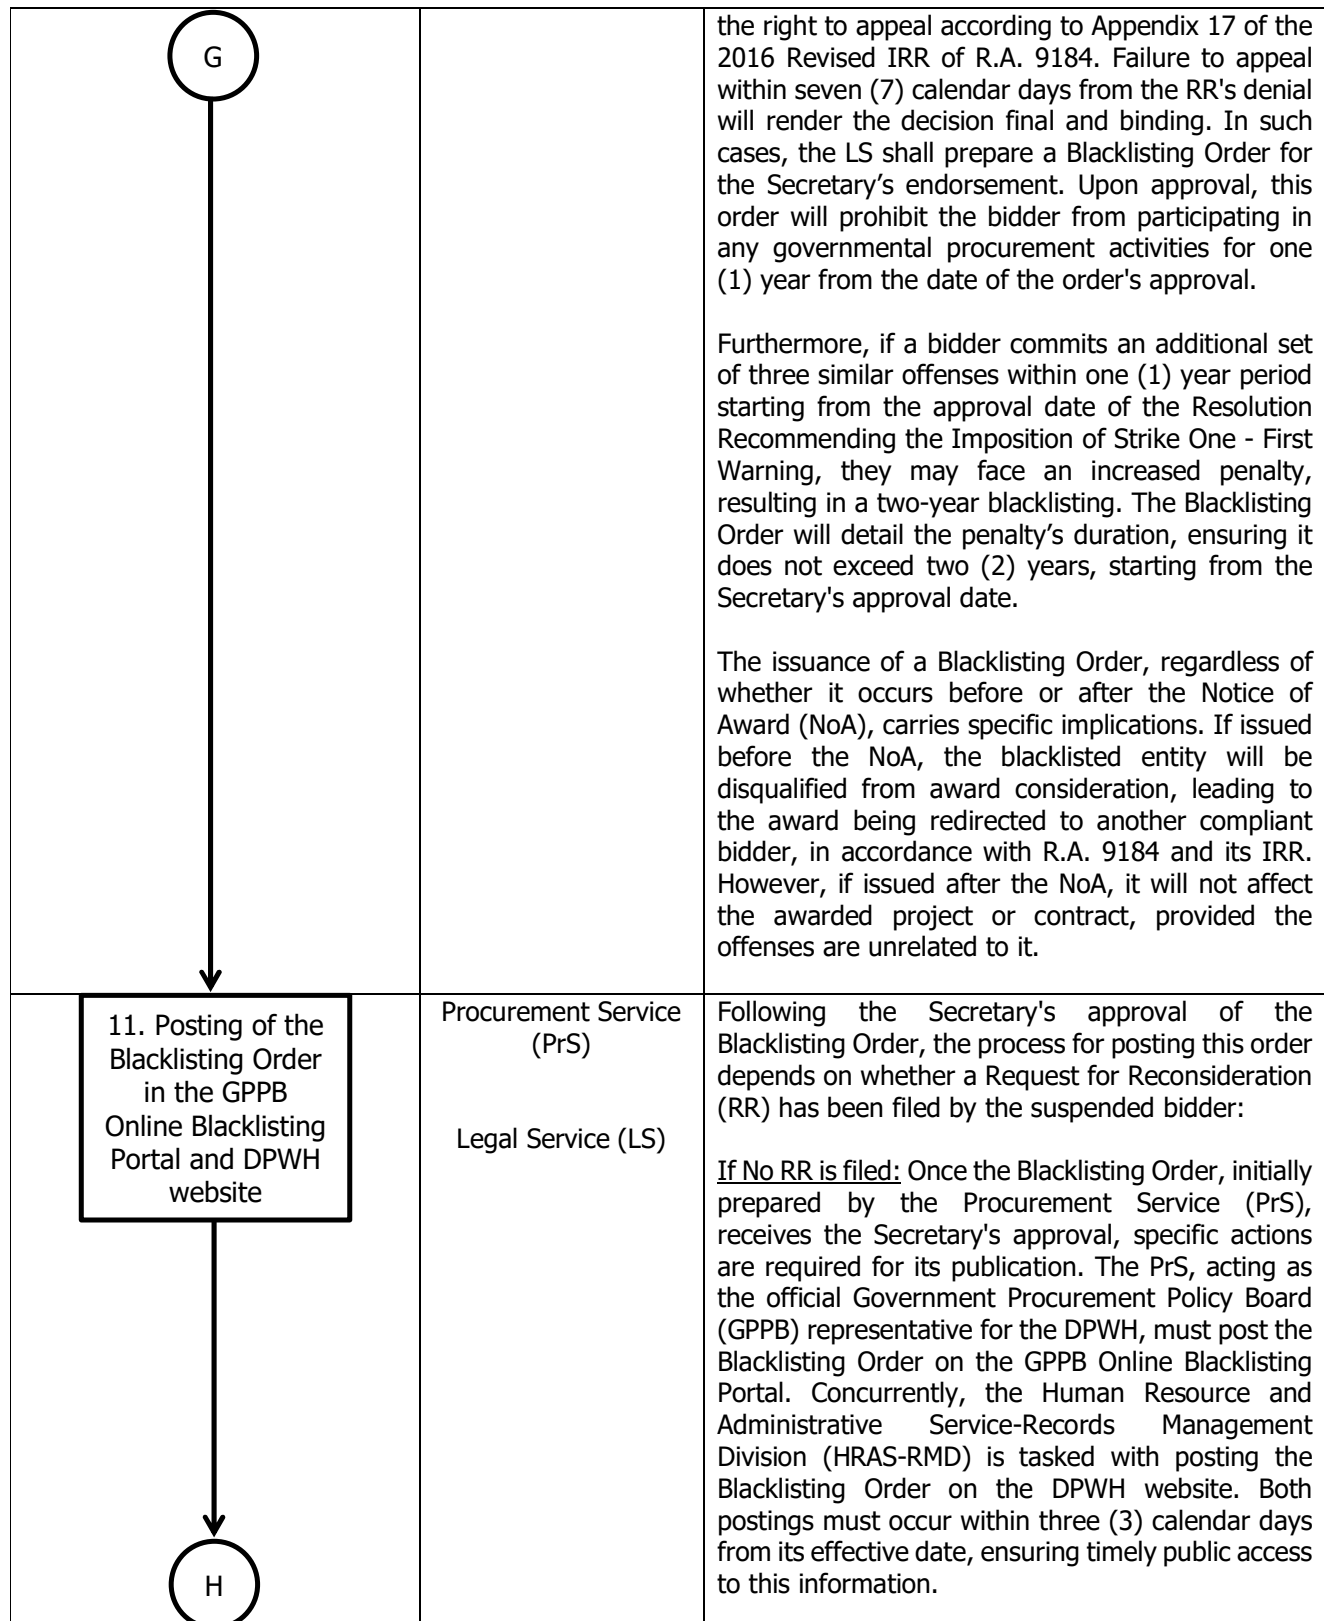 G
the right to appeal according to Appendix 17 of the
2016 Revised IRR of R.A. 9184. Failure to appeal
within seven (7) calendar days from the RR's denial
will render the decision final and binding. In such
cases, the LS shall prepare a Blacklisting Order for
the Secretary’s endorsement. Upon approval, this
order will prohibit the bidder from participating in
any governmental procurement activities for one
(1) year from the date of the order's approval.
Furthermore, if a bidder commits an additional set
of three similar offenses within one (1) year period
starting from the approval date of the Resolution
Recommending the Imposition of Strike One - First
Warning, they may face an increased penalty,
resulting in a two-year blacklisting. The Blacklisting
Order will detail the penalty’s duration, ensuring it
does not exceed two (2) years, starting from the
Secretary's approval date.
The issuance of a Blacklisting Order, regardless of
whether it occurs before or after the Notice of
Award (NoA), carries specific implications. If issued
before the NoA, the blacklisted entity will be
disqualified from award consideration, leading to
the award being redirected to another compliant
bidder, in accordance with R.A. 9184 and its IRR.
However, if issued after the NoA, it will not affect
the awarded project or contract, provided the
offenses are unrelated to it.
11. Posting of the
Blacklisting Order
in the GPPB
Online Blacklisting
Portal and DPWH
website
Procurement Service
(PrS)
Legal Service (LS)
Following the Secretary's approval of the
Blacklisting Order, the process for posting this order
depends on whether a Request for Reconsideration
(RR) has been filed by the suspended bidder:
If No RR is filed: Once the Blacklisting Order, initially
prepared by the Procurement Service (PrS),
receives the Secretary's approval, specific actions
are required for its publication. The PrS, acting as
the official Government Procurement Policy Board
(GPPB) representative for the DPWH, must post the
Blacklisting Order on the GPPB Online Blacklisting
Portal. Concurrently, the Human Resource and
Administrative Service-Records Management
Division (HRAS-RMD) is tasked with posting the
Blacklisting Order on the DPWH website. Both
postings must occur within three (3) calendar days
from its effective date, ensuring timely public access
to this information.
H